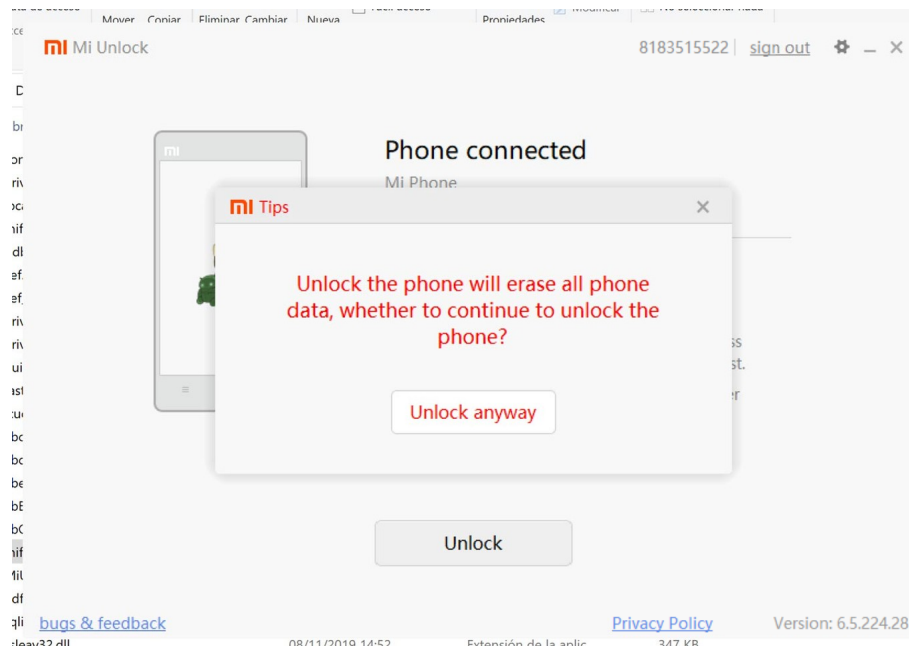 Mover Copiar Eliminar Cambiar Nueva
Propiedades
mi Mi Unlock
8183515522 | sign out
mi
Phone connected
Mi Phone
mi Tips
Unlock the phone will erase all phone
data, whether to continue to unlock the
phone?
Unlock anyway
Unlock
bugs & feedback
Privacy Policy
Version: 6.5.224.28
08/11/2019 14:52
Extensión de la aplic
347 KB